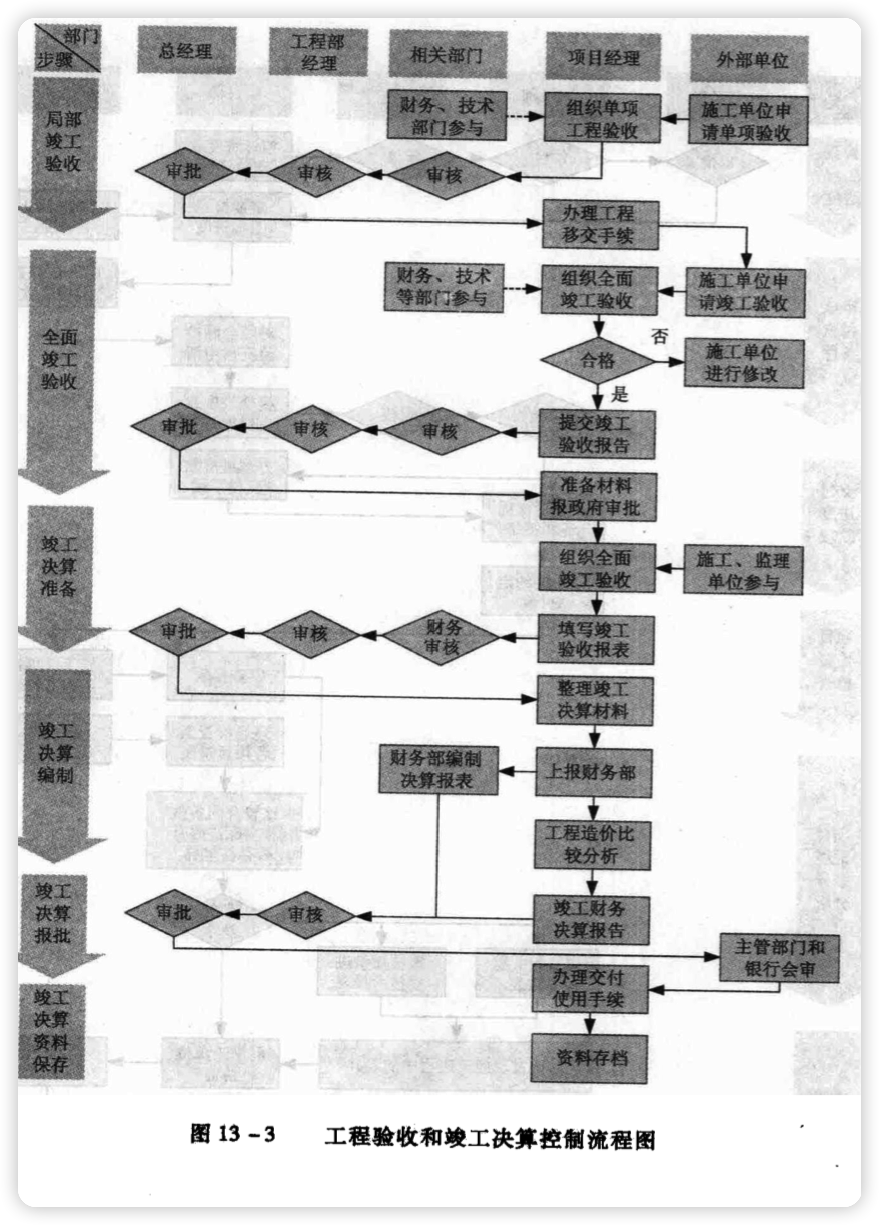 部门
步骤
总经理
工程部
经理
相关部门
项目经理
外部单位
局部
竣工
验收
财务、技术
部门参与
组织单项
工程验收
施工单位申
请单项验收
审批
审核
审核
办理工程
移交手续
全面
竣工
验收
财务、技术
等部门参与
组织全面
竣工验收
施工单位申
请竣工验收
合格
否
施工单位
进行修改
是
审批
审核
审核
提交竣工
验收报告
准备材料
报政府审批
竣工
决算
准备
组织全面
竣工验收
施工、监理
单位参与
审批
审核
财务
审核
填写竣工
验收报表
整理竣工
决算材料
竣工
决算
编制
财务部编制
决算报表
上报财务部
工程造价比
较分析
竣工
决算
报批
审批
审核
竣工财务
决算报告
主管部门和
银行会审
竣工
决算
资料
保存
办理交付
使用手续
资料存档
图 13-3 工程验收和竣工决算控制流程图